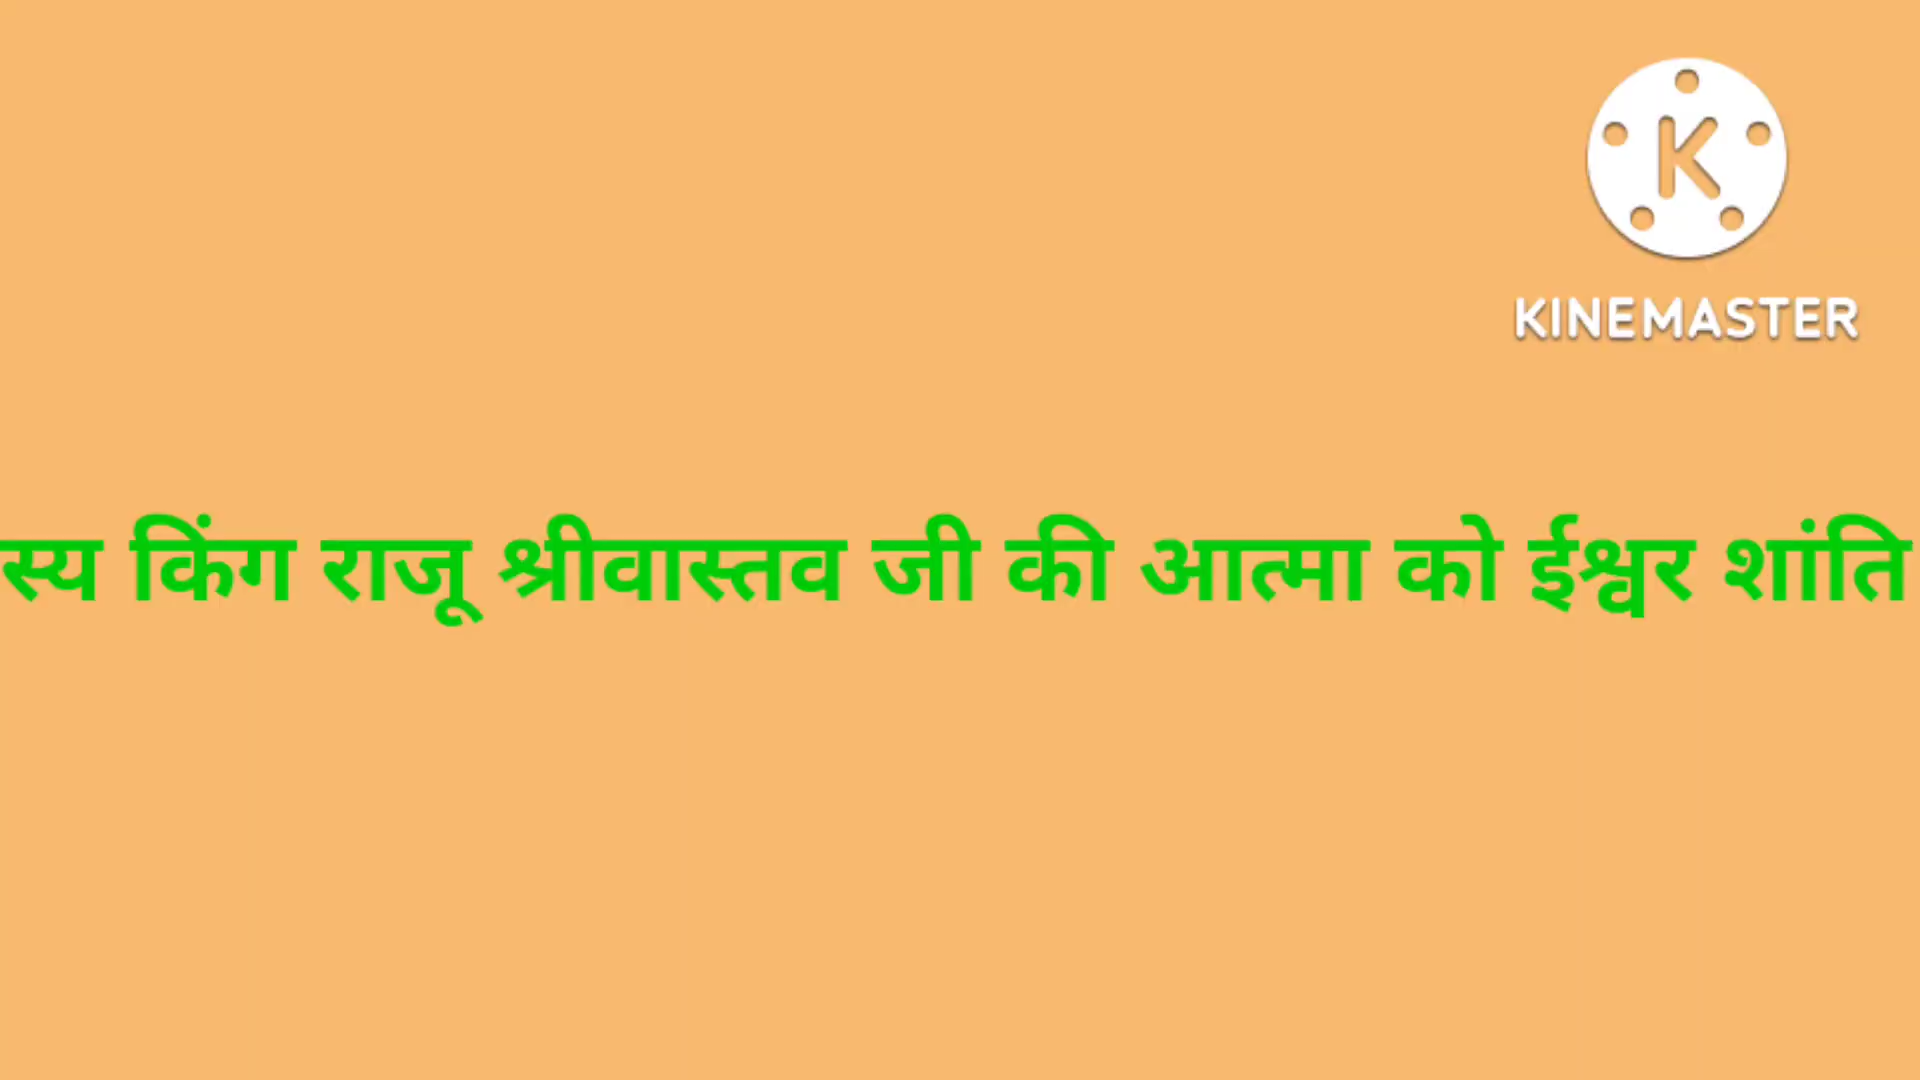 KINEMASTER
स्य किंग राजू श्रीवास्तव जी की आत्मा को ईश्वर शांति